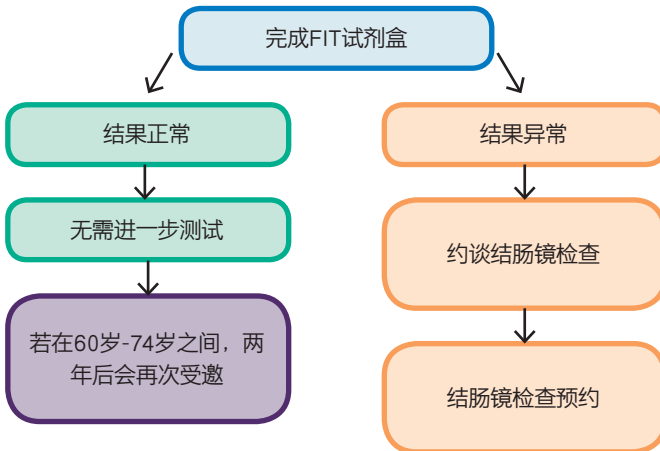 完成FIT试剂盒
结果正常
结果异常
无需进一步测试
约谈结肠镜检查
若在60岁-74岁之间，两
年后会再次受邀
结肠镜检查预约